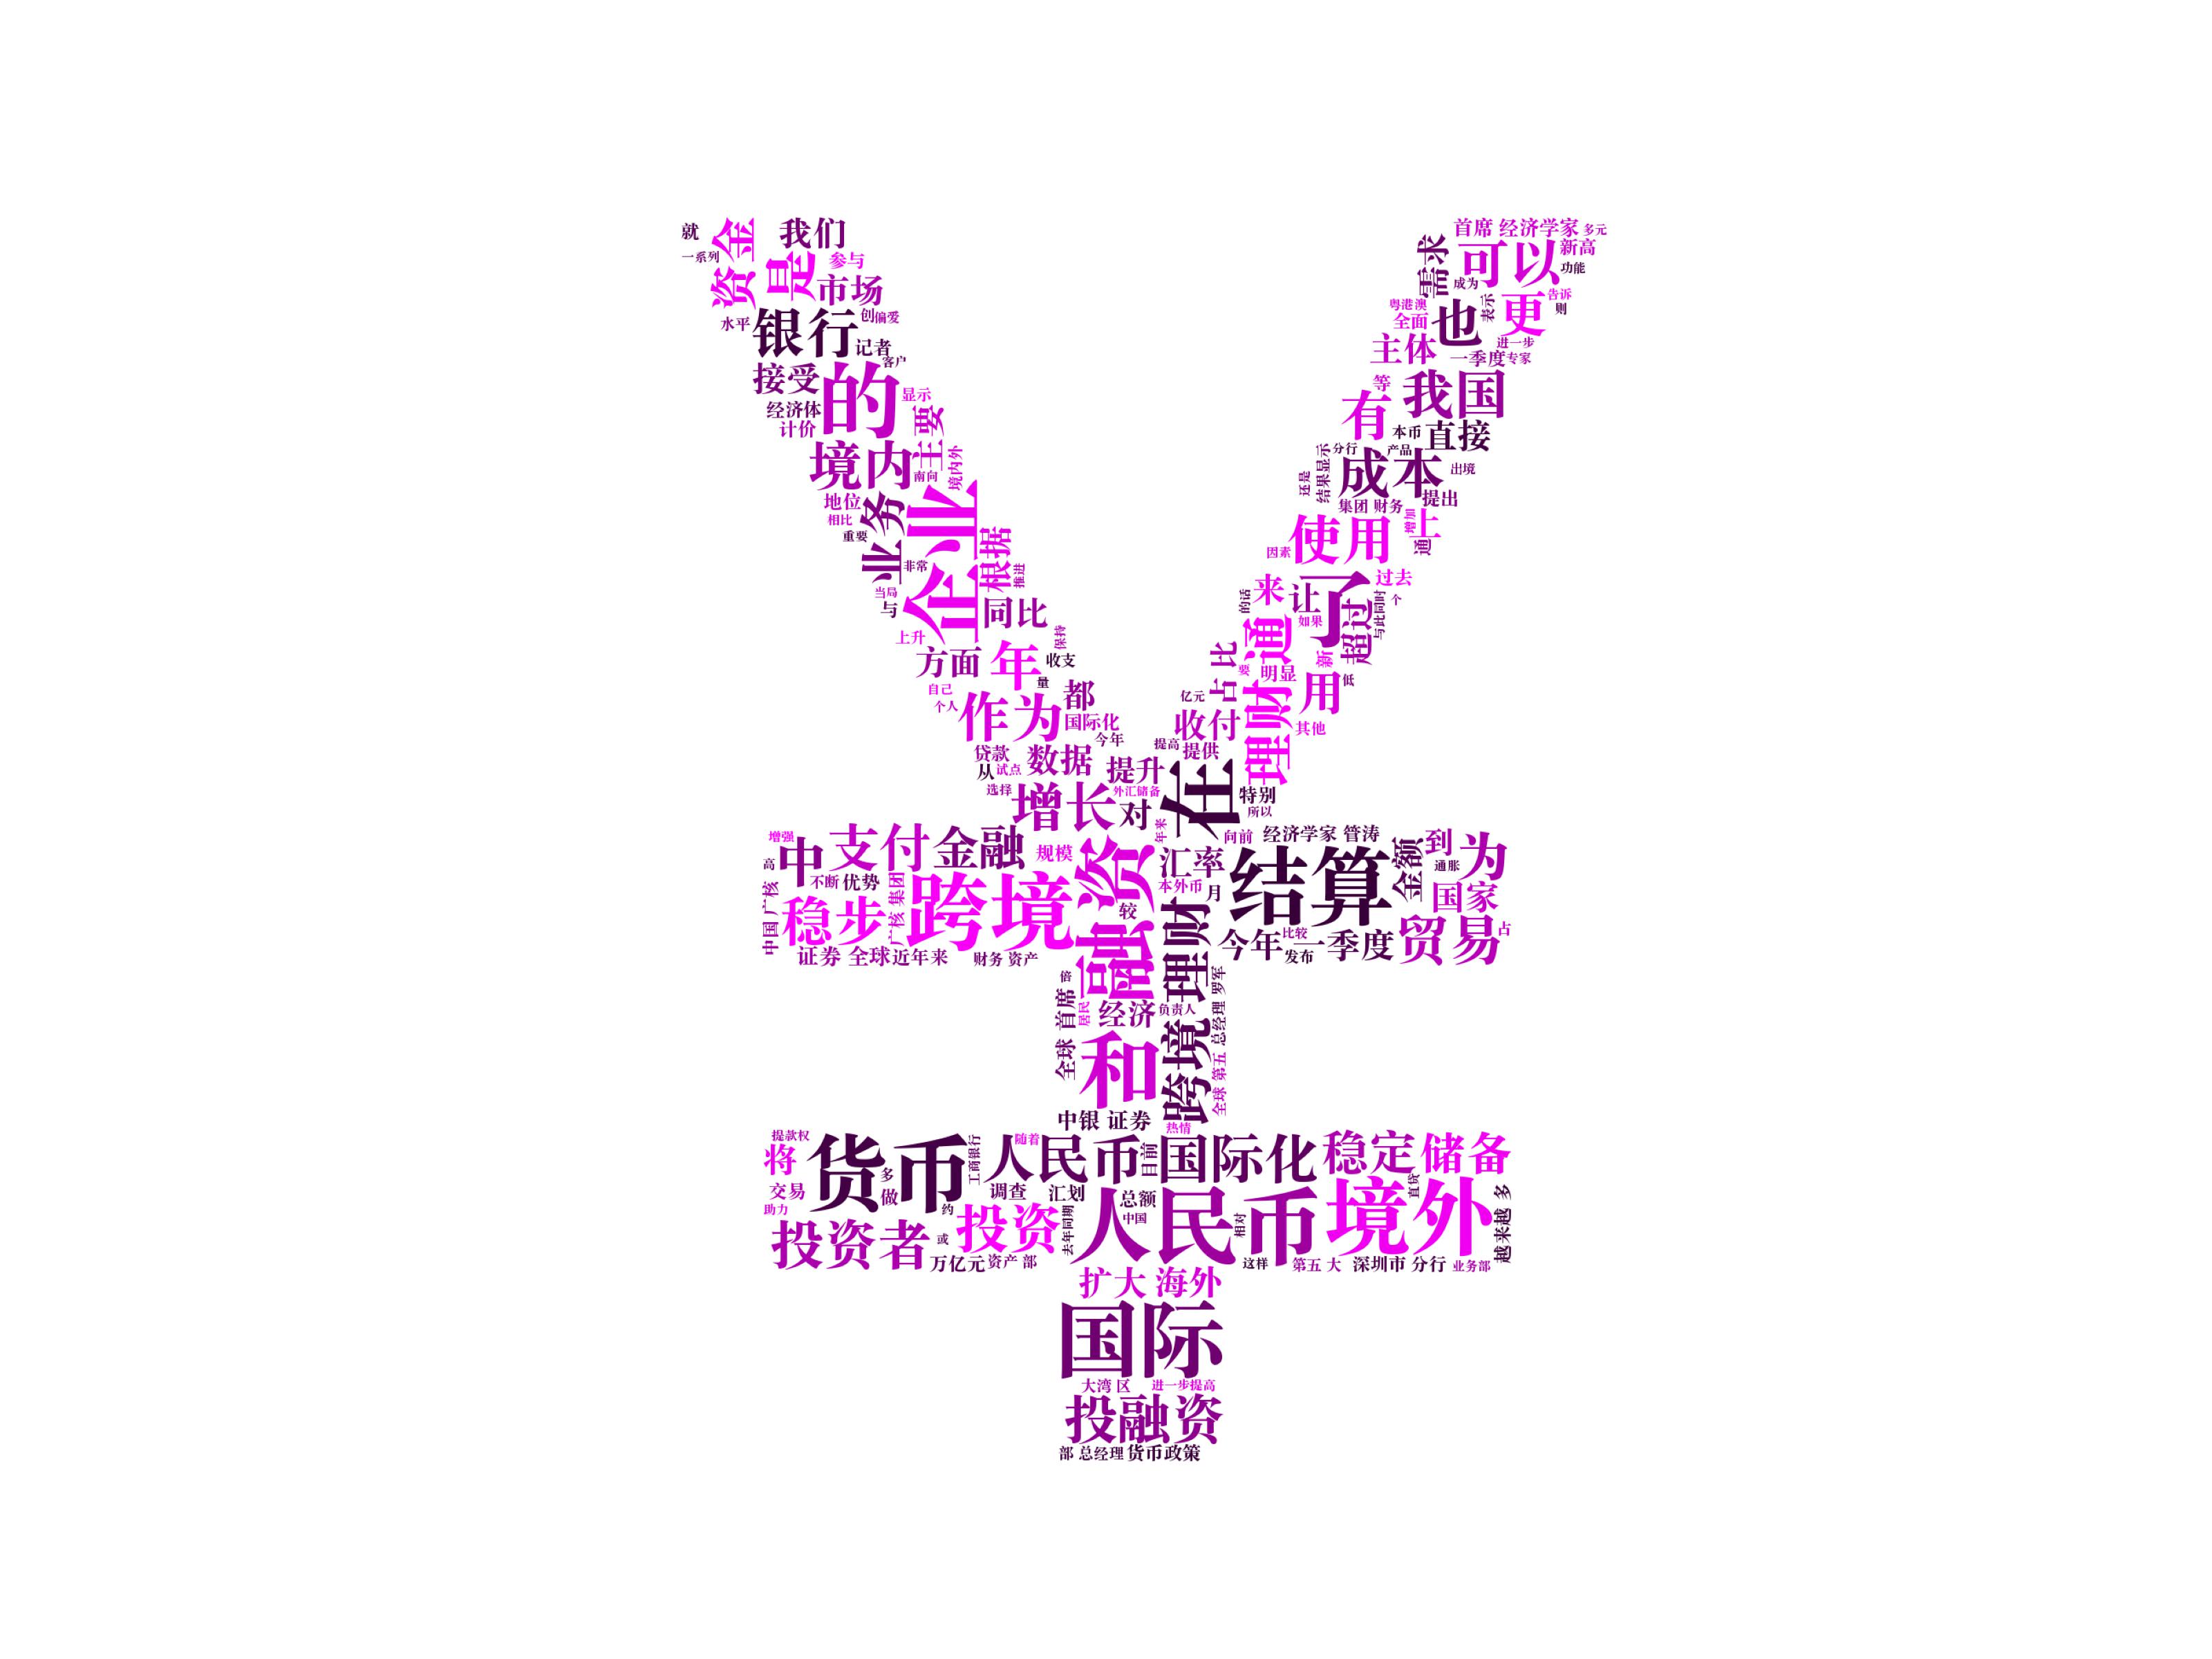 就
资金
我们
一系列
是
参与
市场
水平
银行
创
偏爱
记者
客户
接受
的
显示
经济体
计价
主要
境内
南向
境内外
地位
相比
重要
业务
企业
非常
根据
推进
当局
与
同比
上升
保持
方面
年
收支
量
自己
个人
作为
都
国际化
今年
贷款
从
试点
数据
选择
增长
提升
外汇储备
对
首席 经济学家
多元
需求
可以
新高
功能
成为
告诉
粤港澳
全面
也
表示
更
则
进一步
主体
一季度
专家
等
我国
有
本币
直接
分行
产品
还是
结果显示
成本
出境
集团 财务
提出
使用
增加
上
通
因素
来
让
了
过去
的话
如果
超过
与此同时
个
通
占比
要
明显
新
亿元
理财
用
低
收付
其他
提高
提供
在
特别
所以
年来
向前
经济学家 管涛
增强
中
支付
金融
规模
融资
汇率
结算
金额
到
为
高
不断
优势
本外币
月
通胀
国家
中国 广核
稳步
广核 集团
跨境
较
跨境 理财
今年 一季度
比较
发布
贸易
占
证券 全球
近年来
财务 资产
倍
全球 首席
居民
经济
负责人
总经理 罗军
和
全球 第五
中银 证券
热情
提款权
将
货币
多
做
约
工商银行
随着
人民币 国际化
目前
稳定
储备
交易
助力
调查
汇划
总额
中国
人民币
相对
境外
直贷
越来越 多
投资者
或
投资
去年同期
万亿元
资产 部
这样
第五 大
深圳市 分行
业务部
扩大
海外
国际
大湾 区
进一步提高
投融资
部 总经理
货币政策